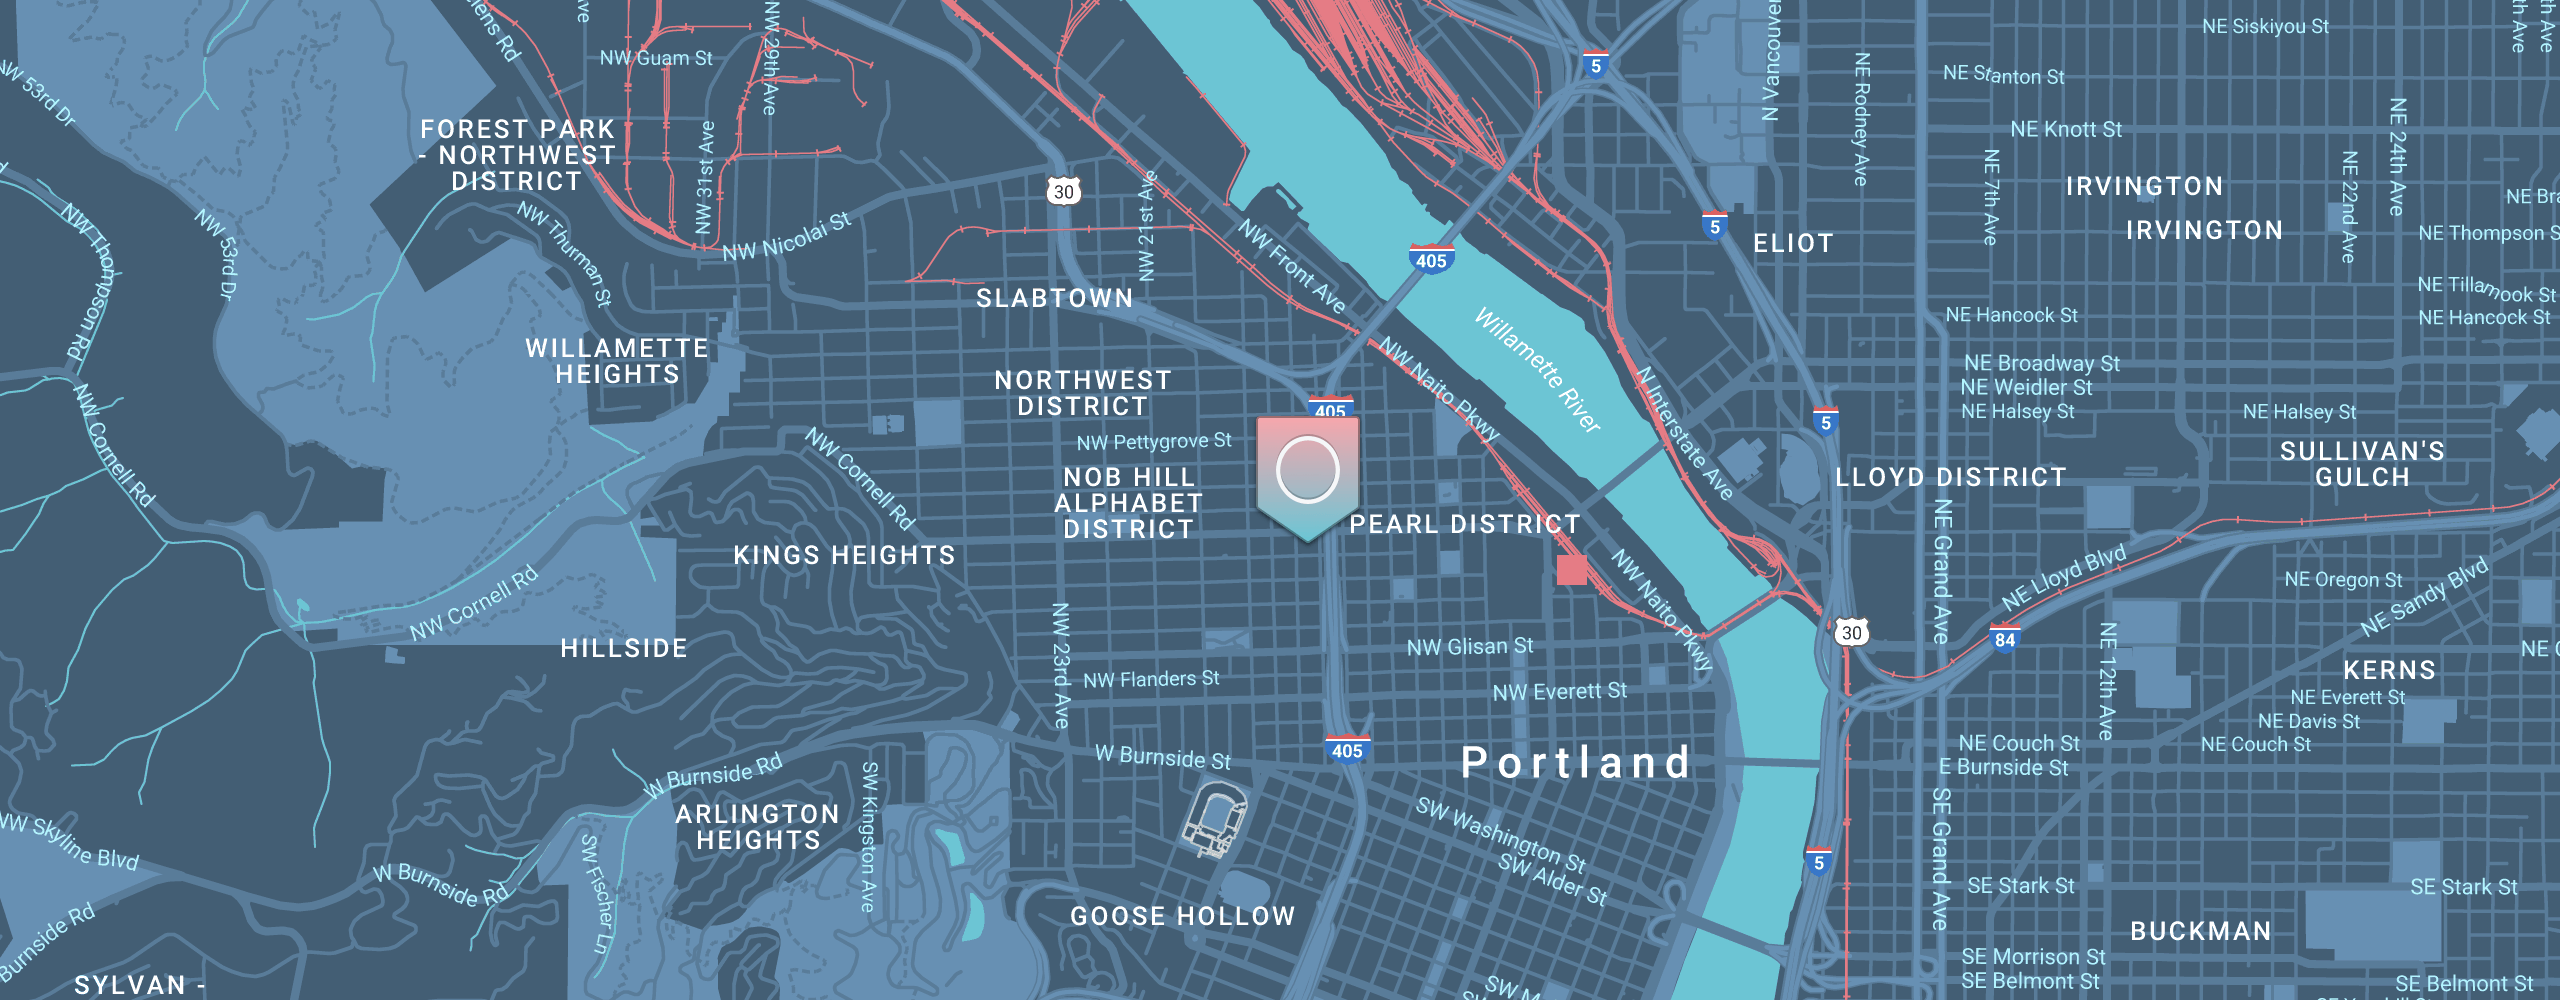 NE Siskiyou St
NW Guam St
NW 29th Ave
N Vancouver
NE Rodney Ave
5
NE Stanton St
NW 53rd Dr
FOREST PARK
- NORTHWEST
DISTRICT
NE Knott St
NE 24th Ave
NW 31st Ave
NE 7th Ave
NE 22nd Ave
30
NW 21st Ave
IRVINGTON
NW Thompson Rd
NW 53rd Dr
NW Thurman St
NW Nicolai St
NW Front Ave
5
IRVINGTON
NE Thompson S
ELIOT
405
SLABTOWN
NE Tillamook St
NE Hancock St
NE Hancock St
Willamette River
WILLAMETTE
HEIGHTS
NW Naito Pkwy
N Interstate Ave
NE Broadway St
NE Weidler St
NE Halsey St
NE Halsey St
NORTHWEST
DISTRICT
NW Cornell Rd
405
5
NW Pettygrove St
NW Cornell Rd
SULLIVAN'S
GULCH
NOB HILL
ALPHABET
DISTRICT
LLOYD DISTRICT
PEARL DISTRICT
KINGS HEIGHTS
NE Grand Ave
NE Lloyd Blvd
NE Oregon St
NE Sandy Blvd
NW Cornell Rd
NW Naito Pkwy
HILLSIDE
NW 23rd Ave
NW Glisan St
30
84
NE 12th Ave
KERNS
NW Flanders St
NW Everett St
NE Everett St
NE Davis St
NE Couch St
NE Couch St
W Burnside St
405
Portland
E Burnside St
W Burnside Rd
SW Kingston Ave
ARLINGTON
HEIGHTS
SW Washington St
SW Alder St
SE Grand Ave
NW Skyline Blvd
W Burnside Rd
SW Fischer Ln
5
SE Stark St
SE Stark St
GOOSE HOLLOW
BUCKMAN
Burnside Rd
SE Morrison St
SE Belmont St
SE Belmont St
SYLVAN -
SW M